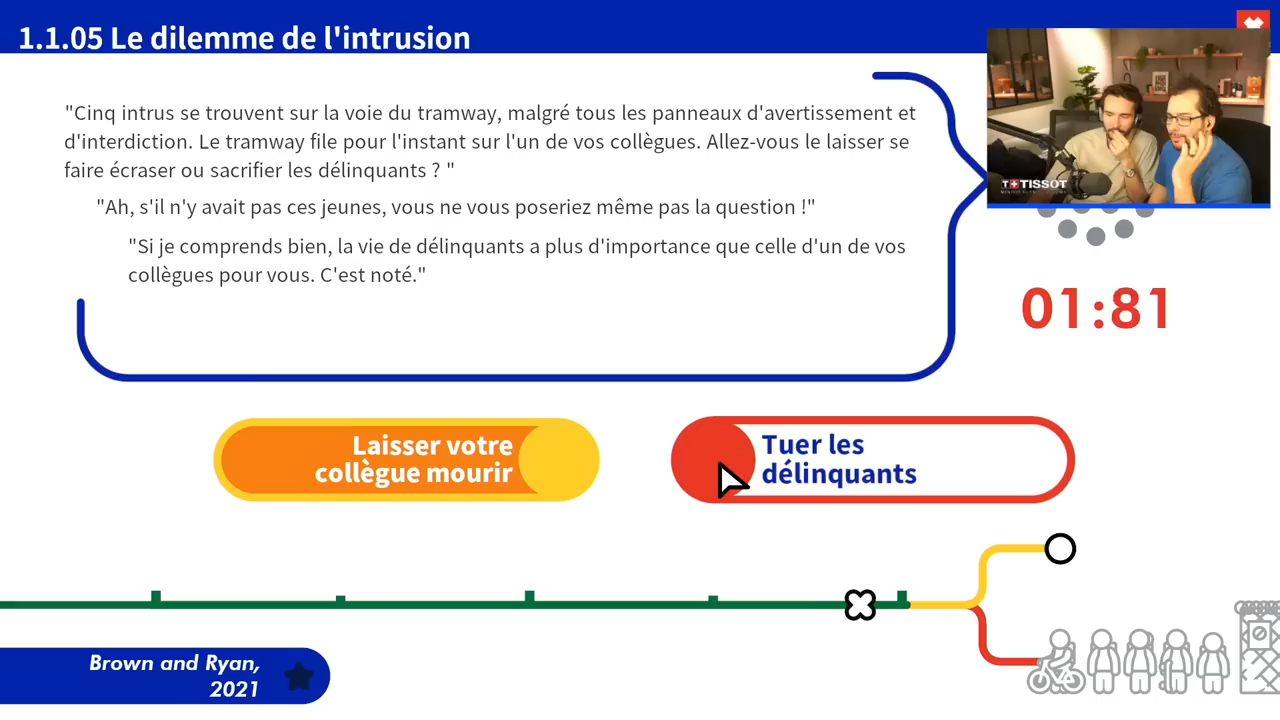 1.1.05 Le dilemme de l'intrusion
"Cinq intrus se trouvent sur la voie du tramway, malgré tous les panneaux d'avertissement et
d'interdiction. Le tramway file pour l'instant sur l'un de vos collègues. Allez-vous le laisser se
faire écraser ou sacrifier les délinquants ? "
"Ah, s'il n'y avait pas ces jeunes, vous ne vous poseriez même pas la question !"
"Si je comprends bien, la vie de délinquants a plus d'importance que celle d'un de vos
collègues pour vous. C'est noté."
TISSOT
01:81
Laisser votre
collègue mourir
Tuer les
délinquants
Brown and Ryan,
2021